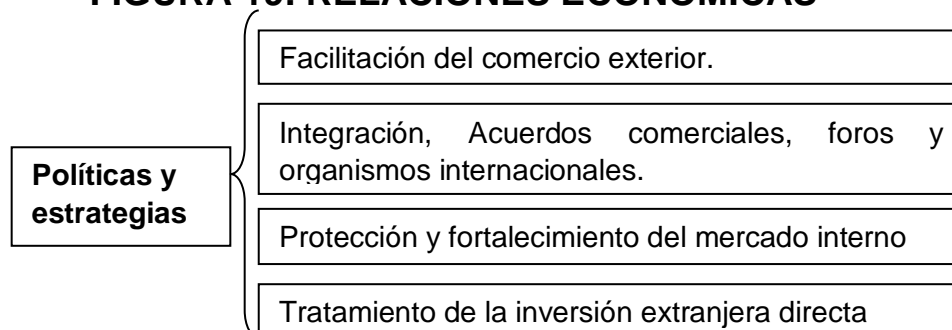 Facilitación del comercio exterior.
Integración, Acuerdos comerciales, foros y
organismos internacionales.
Políticas y
estrategias
Protección y fortalecimiento del mercado interno
Tratamiento de la inversión extranjera directa